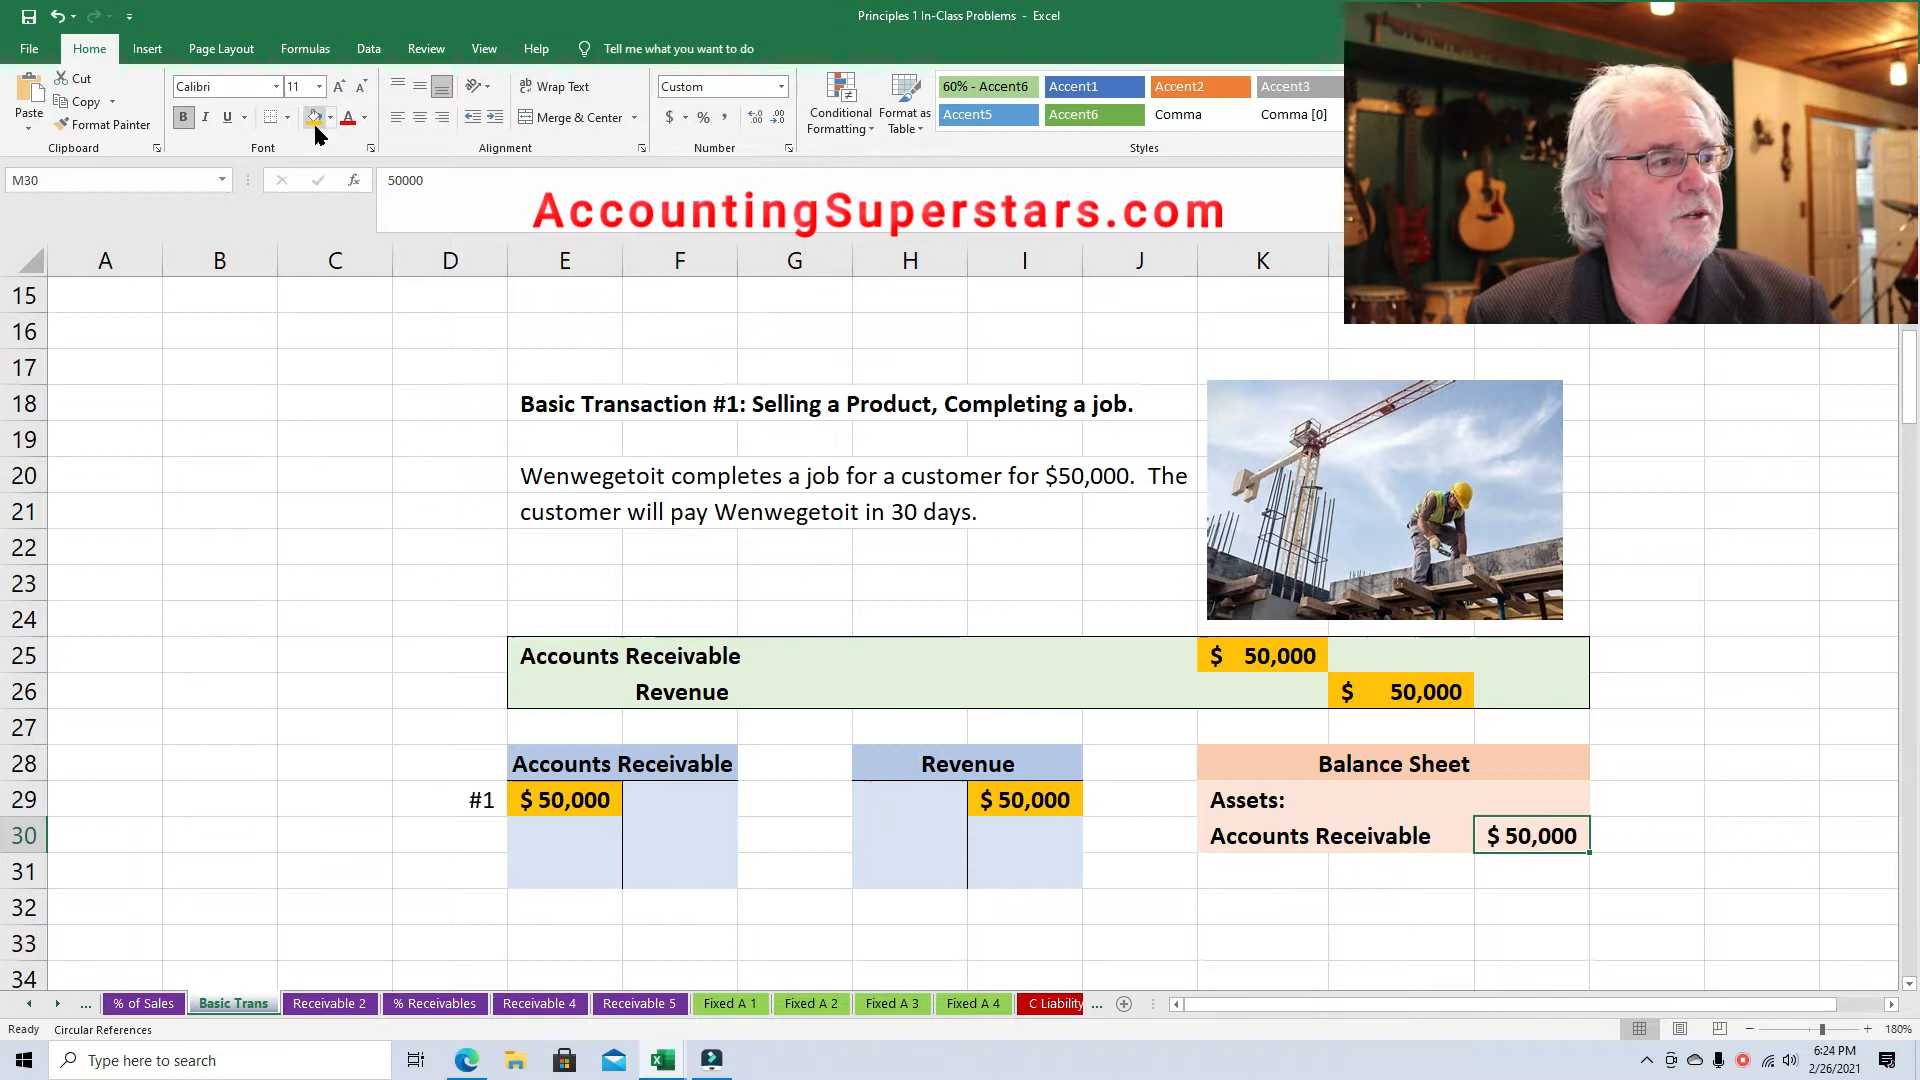 Principles 1 In-Class Problems - Excel
File Home Insert Page Layout Formulas Data Review View Help Tell me what you want to do
Paste
Cut
Copy
Format Painter
Clipboard
Calibri 11
B I U
Font
Wrap Text
Merge & Center
Alignment
Custom
$ % ,
Number
Conditional Formatting
Format as Table
60% - Accent6 Accent1 Accent2 Accent3
Accent5 Accent6 Comma Comma [0]
Styles
M30 fx 50000
AccountingSuperstars.com
A B C D E F G H I J K
15
16
17
18 Basic Transaction #1: Selling a Product, Completing a job.
19
20 Wenwegetoit completes a job for a customer for $50,000. The
21 customer will pay Wenwegetoit in 30 days.
22
23
24
25 Accounts Receivable $ 50,000
26 Revenue $ 50,000
27
28 Accounts Receivable Revenue Balance Sheet
29 #1 $ 50,000 $ 50,000 Assets:
30 Accounts Receivable $ 50,000
31
32
33
34
... % of Sales Basic Trans Receivable 2 % Receivables Receivable 4 Receivable 5 Fixed A 1 Fixed A 2 Fixed A 3 Fixed A 4 C Liability ...
Ready Circular References 180%
Type here to search
6:24 PM
2/26/2021